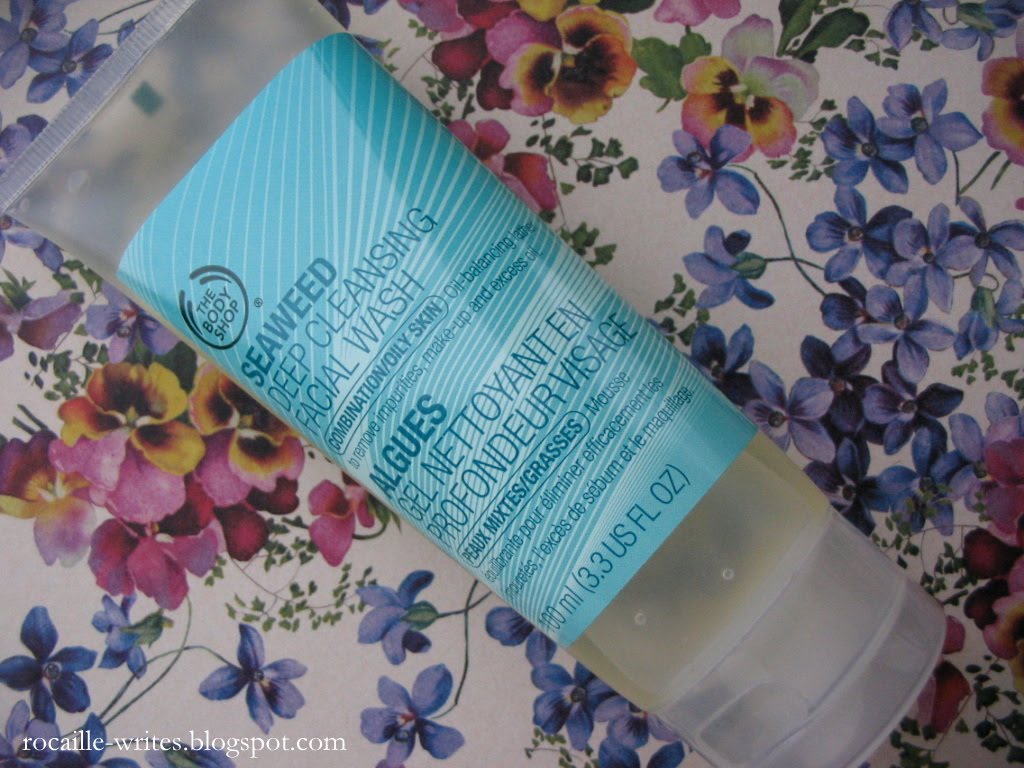 THE
BODY
SHOP®
SEAWEED
DEEP CLEANSING
FACIAL WASH
COMBINATION/OILY SKIN Oil-balancing lather
to remove impurities, make-up and excess oil.
ALGUES
GEL NETTOYANT EN
PROFONDEUR VISAGE
PEAUX MIXTES/GRASSES Mousse
équilibrante pour éliminer efficacement les
impuretés, l'excès de sébum et le maquillage
100 ml (3.3 US FL OZ)
rocaille-writes.blogspot.com